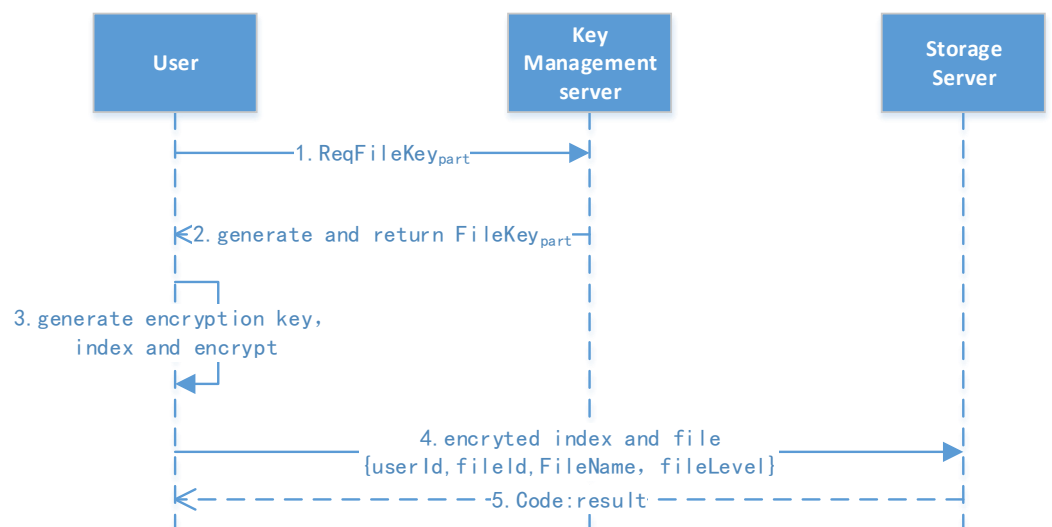 User
Key
Management
server
Storage
Server
1.ReqFileKeypart
2.generate and return FileKeypart
3.generate encryption key,
index and encrypt
4.encryted index and file
{userId,fileId,FileName, fileLevel}
5.Code:result